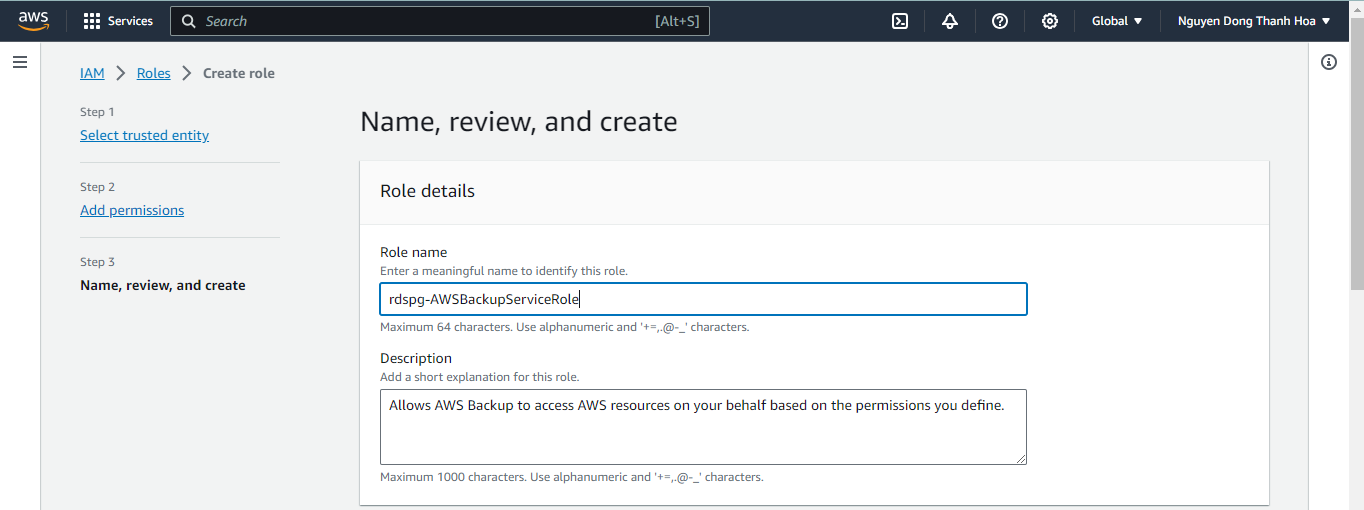 aws
Services
Search
[Alt+S]
Global
Nguyen Dong Thanh Hoa
IAM > Roles > Create role
Step 1
Select trusted entity
Step 2
Add permissions
Step 3
Name, review, and create
Name, review, and create
Role details
Role name
Enter a meaningful name to identify this role.
rdspg-AWSBackupServiceRole
Maximum 64 characters. Use alphanumeric and '+=,.@-_' characters.
Description
Add a short explanation for this role.
Allows AWS Backup to access AWS resources on your behalf based on the permissions you define.
Maximum 1000 characters. Use alphanumeric and '+=,.@-_' characters.